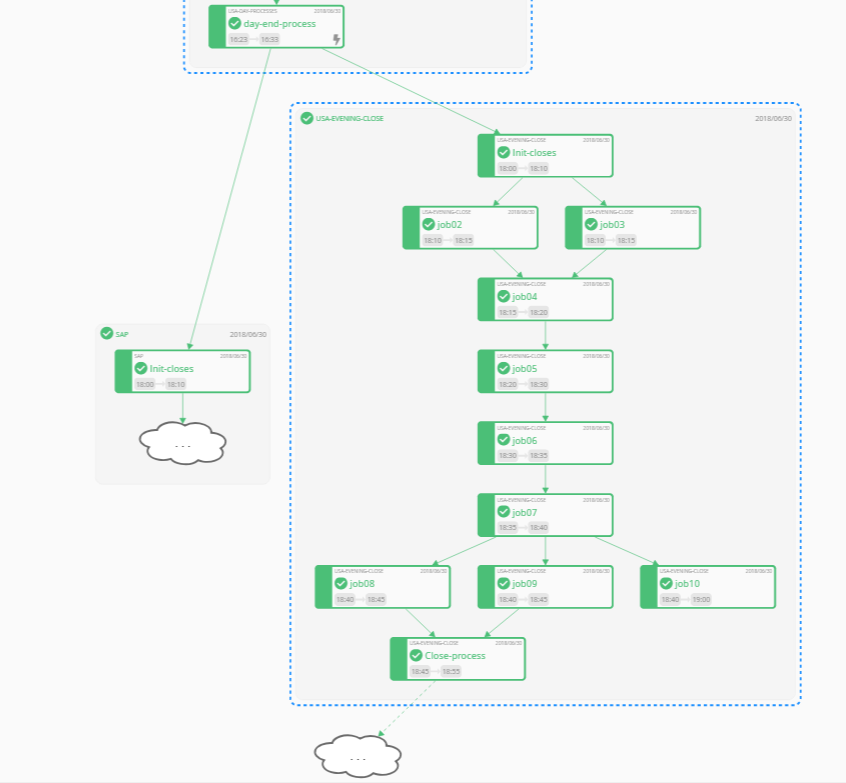 USA-DAY-PROCESSES 2018/06/30
day-end-process
16:23 16:33
USA-EVENING-CLOSE 2018/06/30
USA-EVENING-CLOSE 2018/06/30
Init-closes
18:00 18:10
USA-EVENING-CLOSE 2018/06/30
job02
18:10 18:15
USA-EVENING-CLOSE 2018/06/30
job03
18:10 18:15
USA-EVENING-CLOSE 2018/06/30
job04
18:15 18:20
SAP 2018/06/30
SAP 2018/06/30
Init-closes
18:00 18:10
...
USA-EVENING-CLOSE 2018/06/30
job05
18:20 18:30
USA-EVENING-CLOSE 2018/06/30
job06
18:30 18:35
USA-EVENING-CLOSE 2018/06/30
job07
18:35 18:40
USA-EVENING-CLOSE 2018/06/30
job08
18:40 18:45
USA-EVENING-CLOSE 2018/06/30
job09
18:40 18:45
USA-EVENING-CLOSE 2018/06/30
job10
18:40 19:00
USA-EVENING-CLOSE 2018/06/30
Close-process
18:45 18:55
...